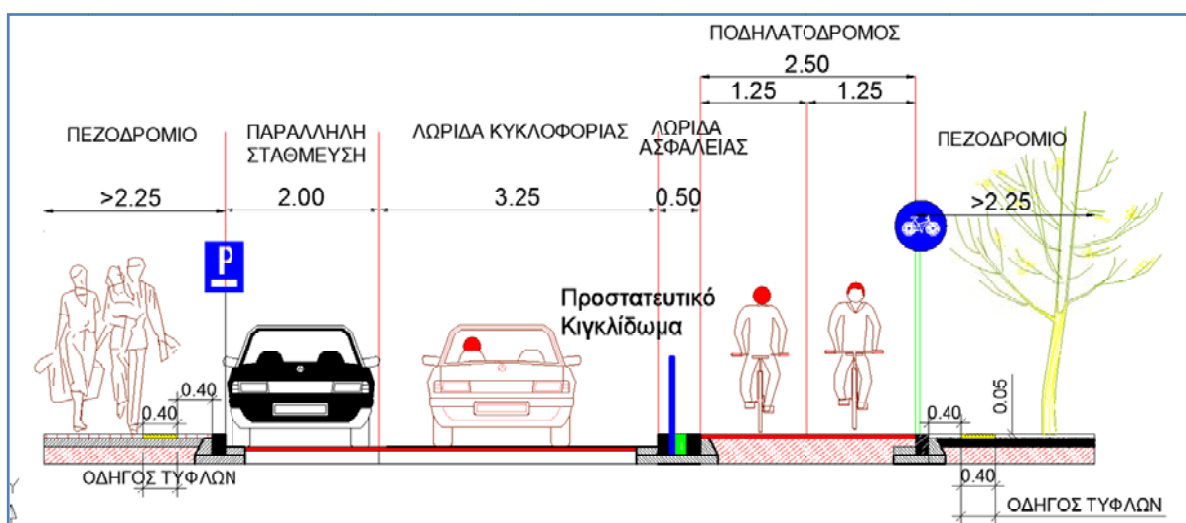 ΠΟΔΗΛΑΤΟΔΡΟΜΟΣ
2.50
1.25 1.25
ΠΕΖΟΔΡΟΜΙΟ
ΠΑΡΑΛΛΗΛΗ
ΣΤΑΘΜΕΥΣΗ
ΛΩΡΙΔΑ ΚΥΚΛΟΦΟΡΙΑΣ
ΛΩΡΙΔΑ
ΑΣΦΑΛΕΙΑΣ
ΠΕΖΟΔΡΟΜΙΟ
>2.25 2.00 3.25 0.50 >2.25
P
Προστατευτικό
Κιγκλίδωμα
0.40
0.40
0.40
0.05
ΟΔΗΓΟΣ ΤΥΦΛΩΝ
0.40
ΟΔΗΓΟΣ ΤΥΦΛΩΝ